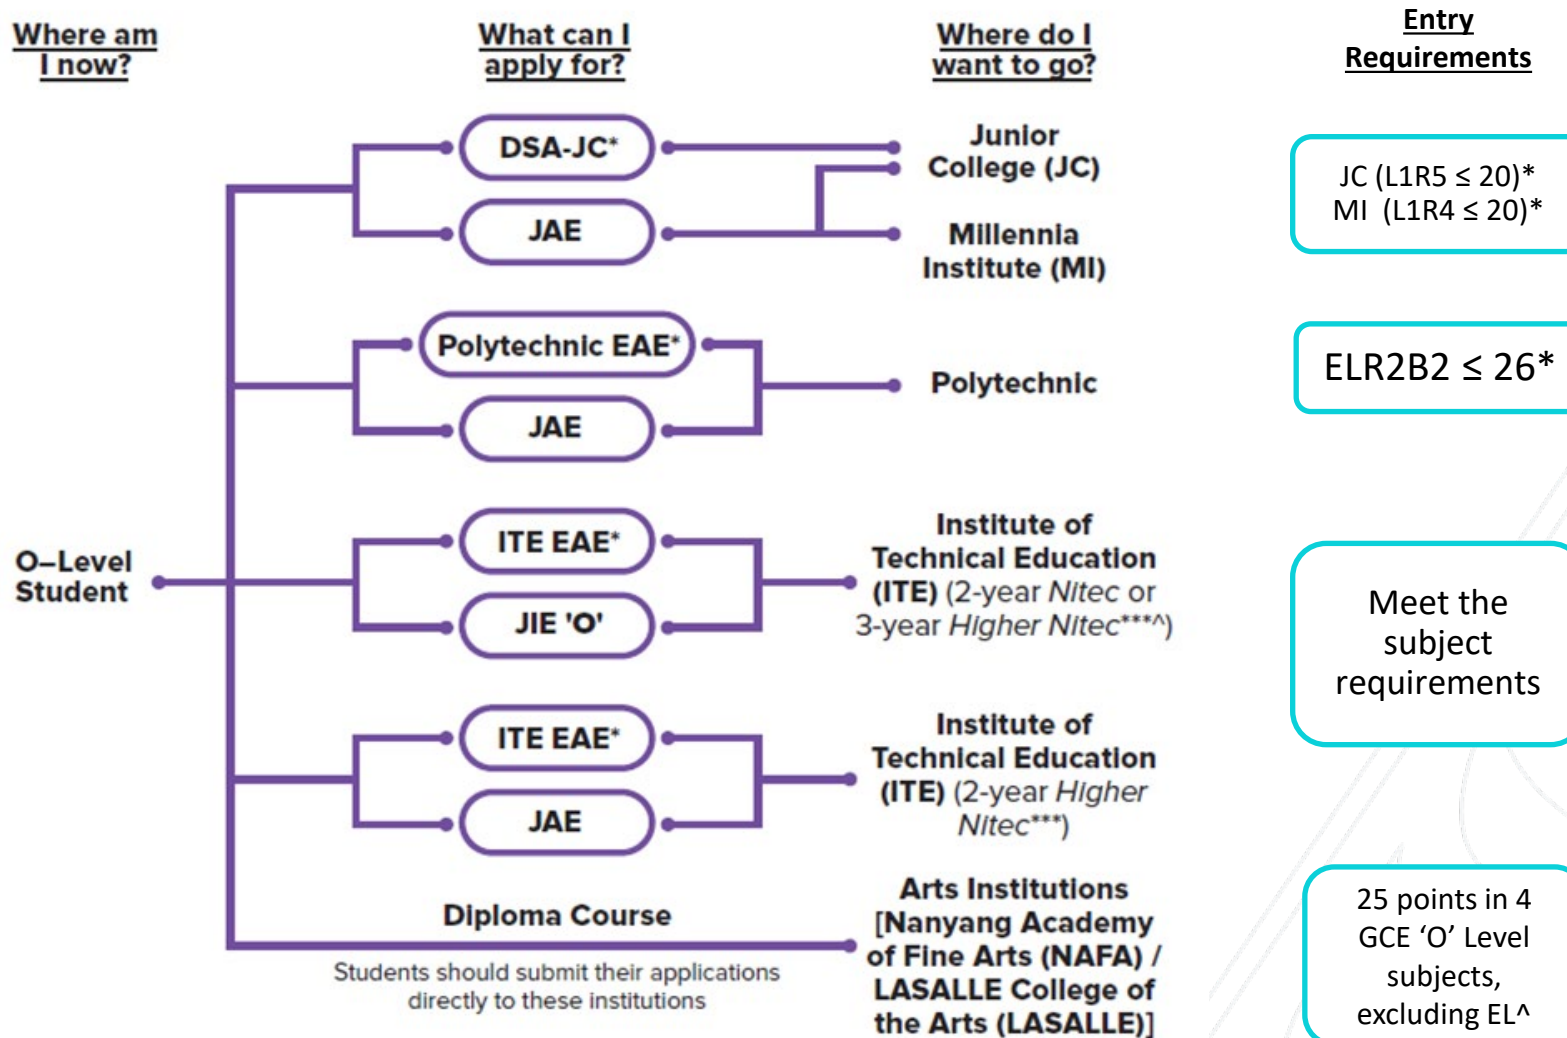 Where am
I now?
What can I
apply for?
Where do I
want to go?
Entry
Requirements
O–Level
Student
DSA-JC*
JAE
Junior
College (JC)
Millennia
Institute (MI)
JC (L1R5 ≤ 20)*
MI (L1R4 ≤ 20)*
Polytechnic EAE*
JAE
Polytechnic
ELR2B2 ≤ 26*
ITE EAE*
JIE 'O'
Institute of
Technical Education
(ITE) (2-year Nitec or
3-year Higher Nitec***^)
Meet the
subject
requirements
ITE EAE*
JAE
Institute of
Technical Education
(ITE) (2-year Higher
Nitec***)
Diploma Course
Students should submit their applications
directly to these institutions
Arts Institutions
[Nanyang Academy
of Fine Arts (NAFA) /
LASALLE College of
the Arts (LASALLE)]
25 points in 4
GCE ‘O’ Level
subjects,
excluding EL^